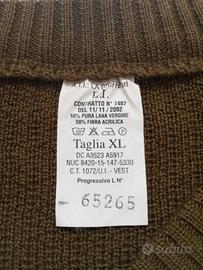 E.I.
CONTRATTO N° 7407
DEL 11/11/2002
50% PURA LANA VERGINE
50% FIBRA ACRILICA
Taglia XL
DC A3523 A5917
NUC 8420-15-147-5330
C.T. 1072/U.I. - VEST
Progressivo L N°
65265
subito